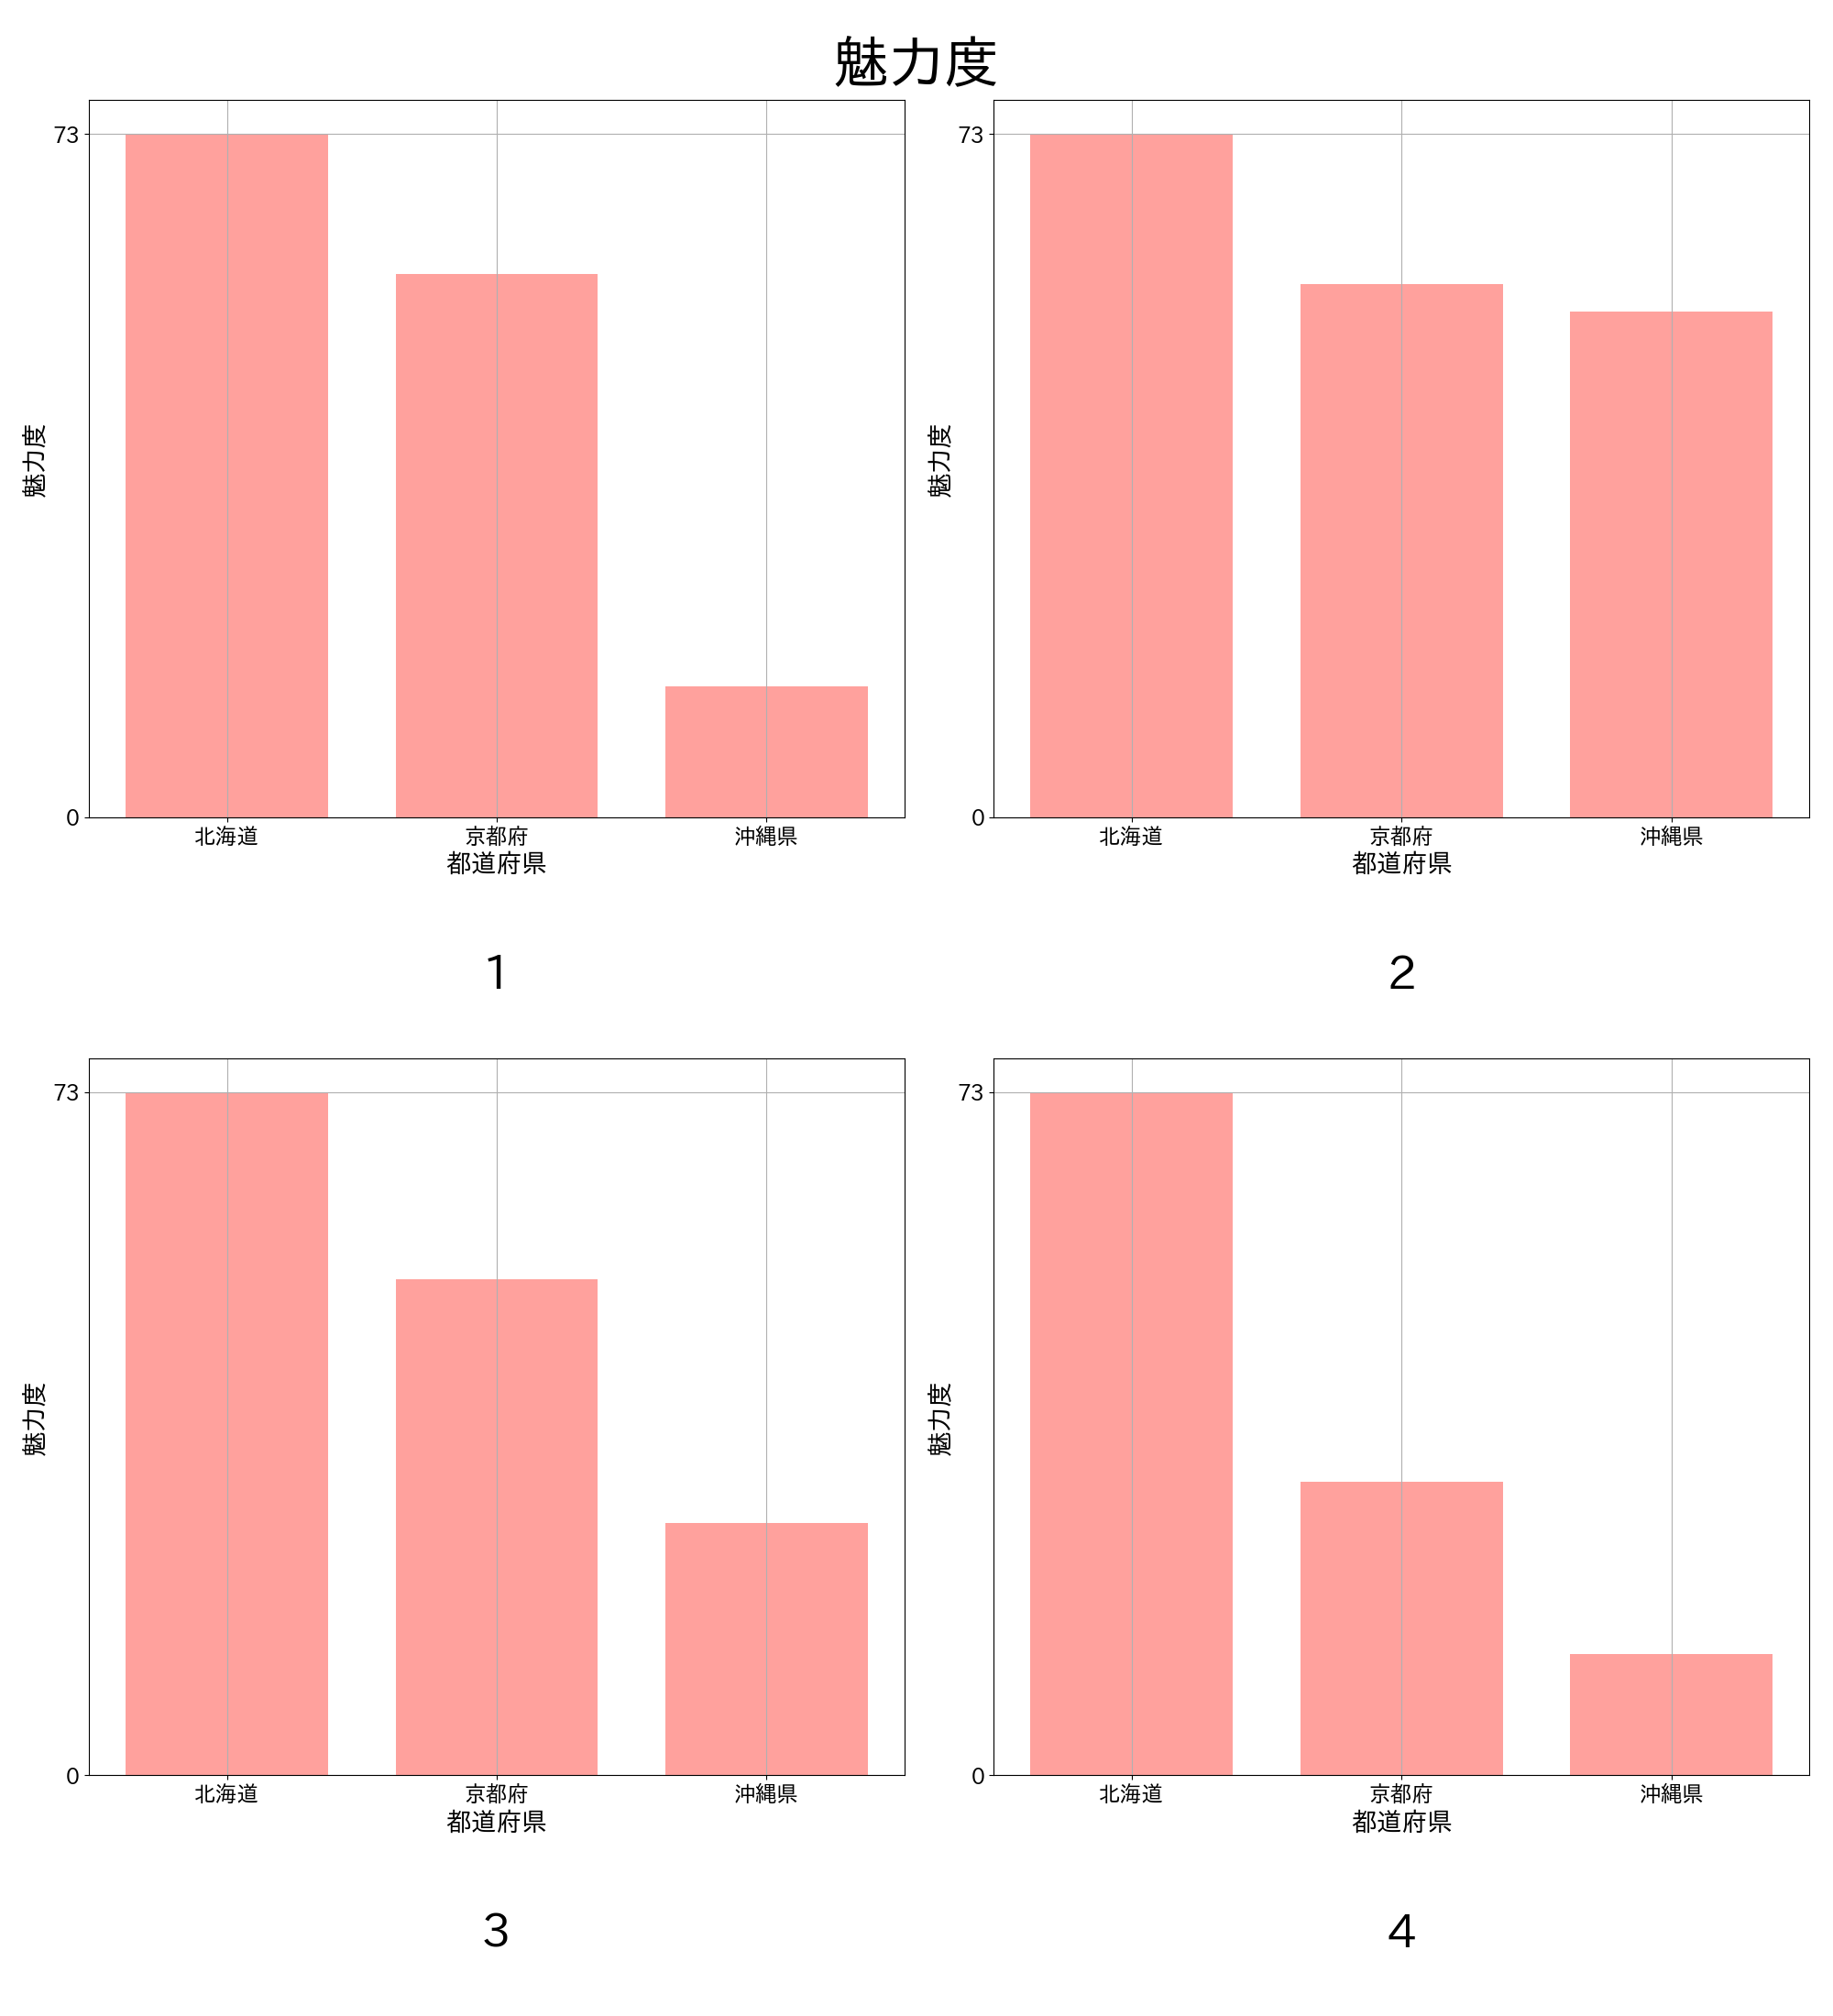 魅力度
73
魅力度
0
北海道 京都府 沖縄県
都道府県
1
73
魅力度
0
北海道 京都府 沖縄県
都道府県
2
73
魅力度
0
北海道 京都府 沖縄県
都道府県
3
73
魅力度
0
北海道 京都府 沖縄県
都道府県
4